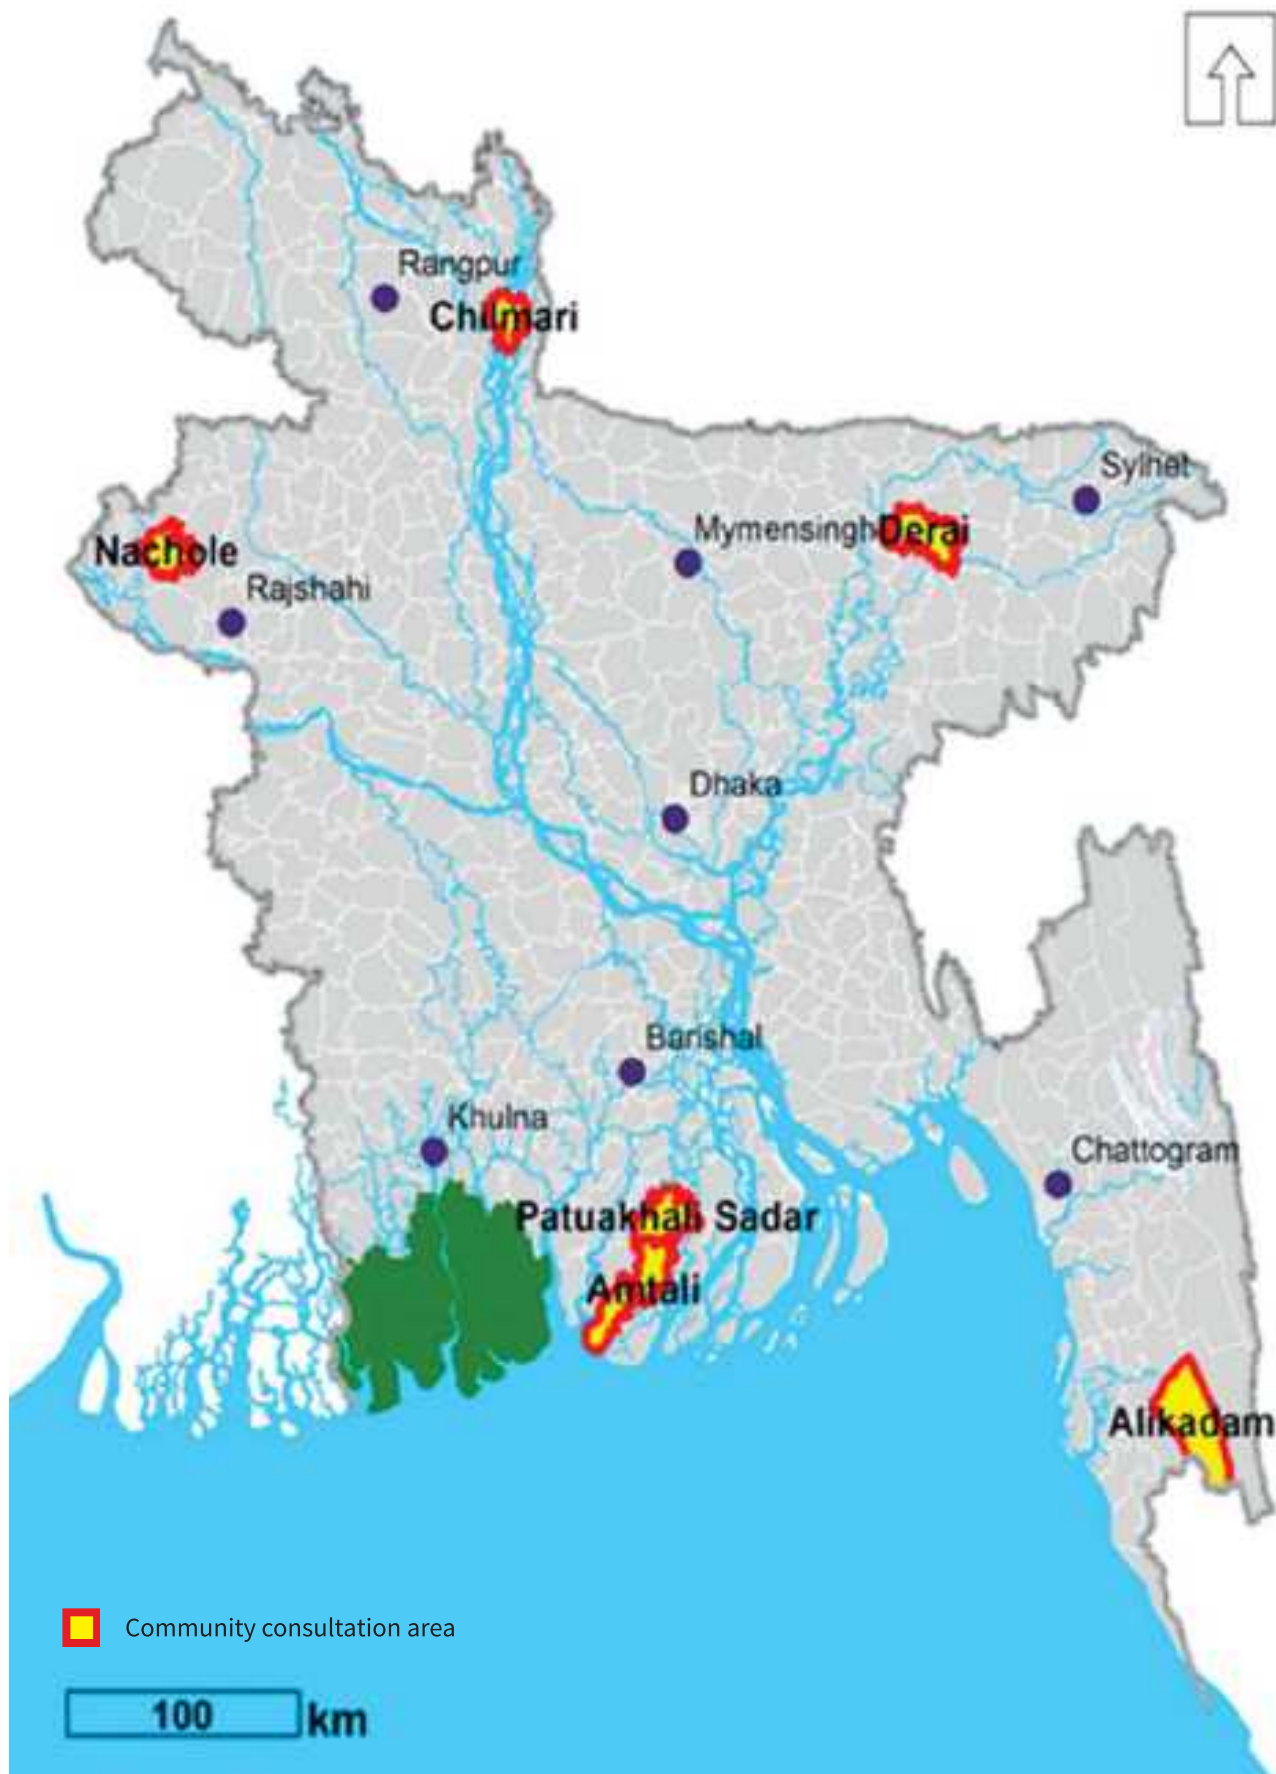 Rangpur
Chilmari
Sylhet
Mymensingh
Derai
Nachole
Rajshahi
Dhaka
Barishal
Khulna
Chattogram
Patuakhali Sadar
Amtali
Alikadam
Community consultation area
100 km